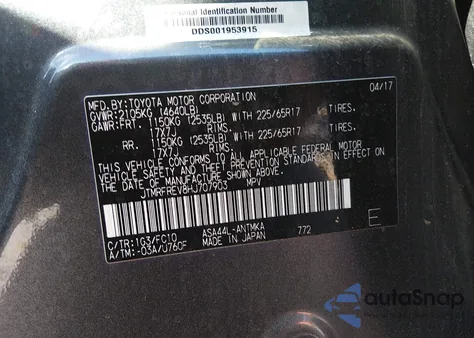 sonal Identification Number
DDS001953915
MFD.BY: TOYOTA MOTOR CORPORATION 04/17
GVWR: 2105KG (4640LB)
GAWR: FRT. 1150KG (2535LB) WITH 225/65R17 TIRES,
17X7J RIMS,
RR. 1150KG (2535LB) WITH 225/65R17 TIRES,
17X7J RIMS,
THIS VEHICLE CONFORMS TO ALL APPLICABLE FEDERAL MOTOR
VEHICLE SAFETY, BUMPER, AND THEFT PREVENTION STANDARDS IN EFFECT
ON THE DATE OF MANUFACTURE SHOWN ABOVE.
JTMRFREV8HJ707903 MPV
C/TR: 1G3/FC10 ASA44L-ANTMKA E
A/TM: -03A/U760F MADE IN JAPAN 772
autoSnap